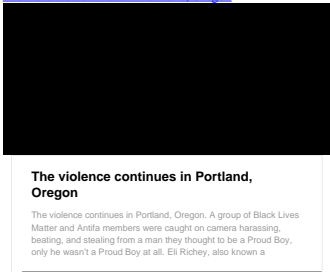 The violence continues in Portland,
Oregon
The violence continues in Portland, Oregon. A group of Black Lives
Matter and Antifa members were caught on camera harassing,
beating, and stealing from a man they thought to be a Proud Boy,
only he wasn't a Proud Boy at all. Eli Richey, also known a